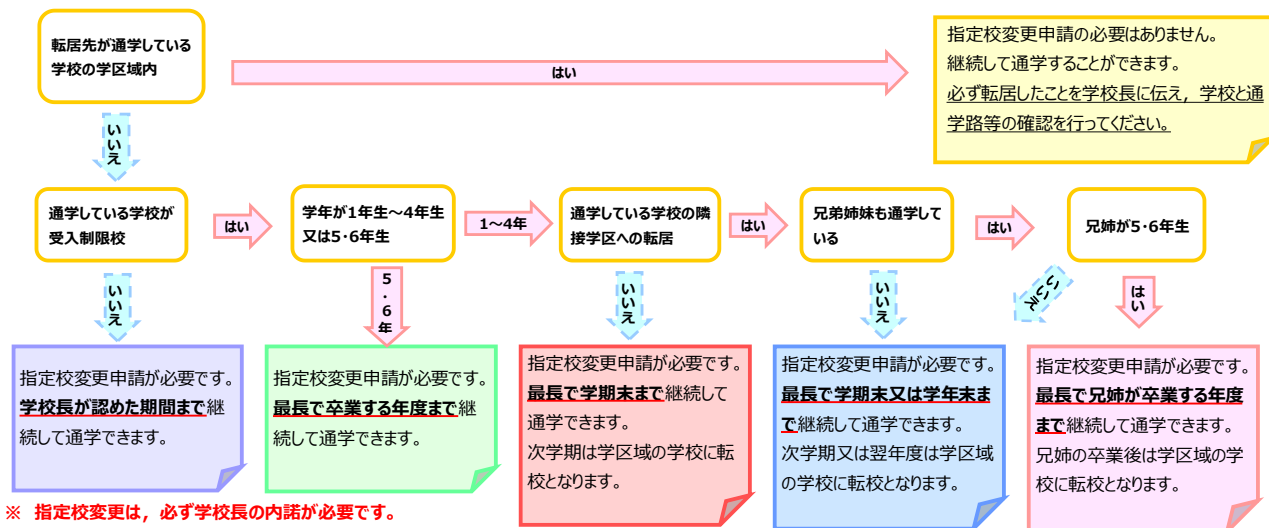 転居先が通学している
学校の学区域内
はい
指定校変更申請の必要はありません。
継続して通学することができます。
必ず転居したことを学校長に伝え，学校と通
学路等の確認を行ってください。
いいえ
通学している学校が
受入制限校
はい
学年が1年生～4年生
又は5・6年生
1～4年
通学している学校の隣
接学区への転居
はい
兄弟姉妹も通学して
いる
はい
兄姉が5・6年生
いいえ
5・6年
いいえ
いいえ
いいえ
はい
指定校変更申請が必要です。
学校長が認めた期間まで継
続して通学できます。
指定校変更申請が必要です。
最長で卒業する年度まで継
続して通学できます。
指定校変更申請が必要です。
最長で学期末まで継続して
通学できます。
次学期は学区域の学校に転
校となります。
指定校変更申請が必要です。
最長で学期末又は学年末ま
で継続して通学できます。
次学期又は翌年度は学区域
の学校に転校となります。
指定校変更申請が必要です。
最長で兄姉が卒業する年度
まで継続して通学できます。
兄姉の卒業後は学区域の学
校に転校となります。
※ 指定校変更は，必ず学校長の内諾が必要です。